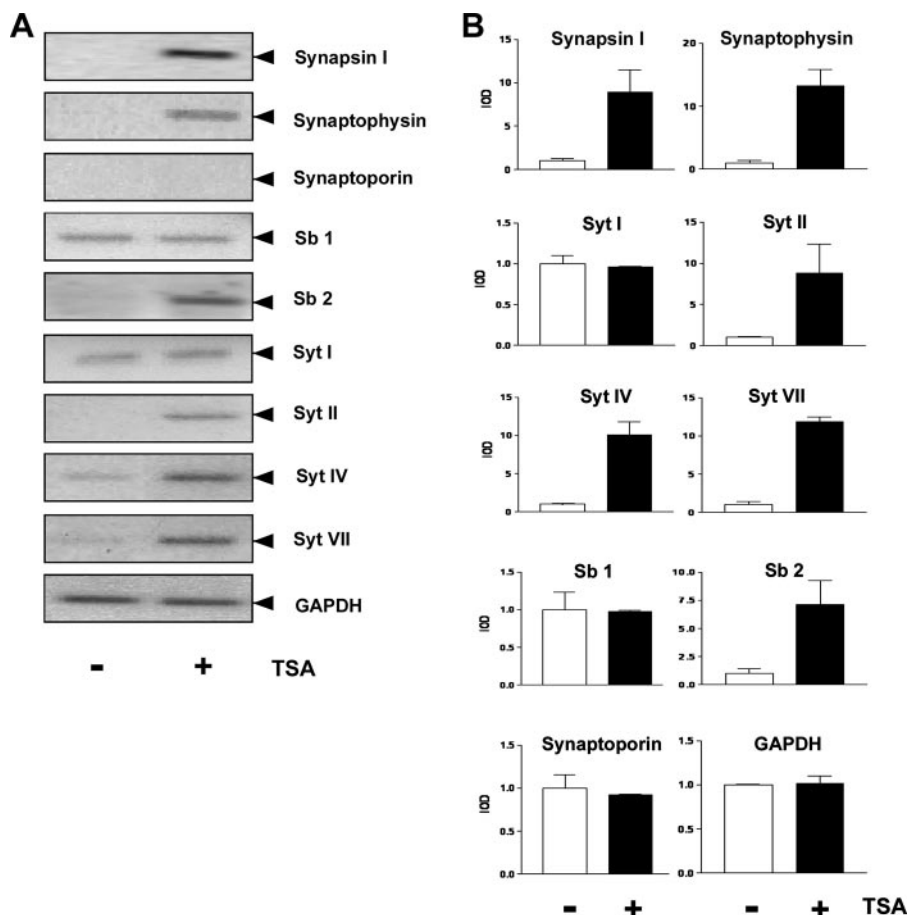 A
Synapsin I
Synaptophysin
Synaptoporin
Sb 1
Sb 2
Syt I
Syt II
Syt IV
Syt VII
GAPDH
- + TSA
B
Synapsin I Synaptophysin
IOD
15
10
5
0
20
10
0
Syt I Syt II
IOD
1.5
1.0
0.5
0.0
15
10
5
0
Syt IV Syt VII
IOD
15
10
5
0
15
10
5
0
Sb 1 Sb 2
IOD
1.5
1.0
0.5
0.0
10.0
7.5
5.0
2.5
0.0
Synaptoporin GAPDH
IOD
1.5
1.0
0.5
0.0
1.5
1.0
0.5
0.0
- + - + TSA